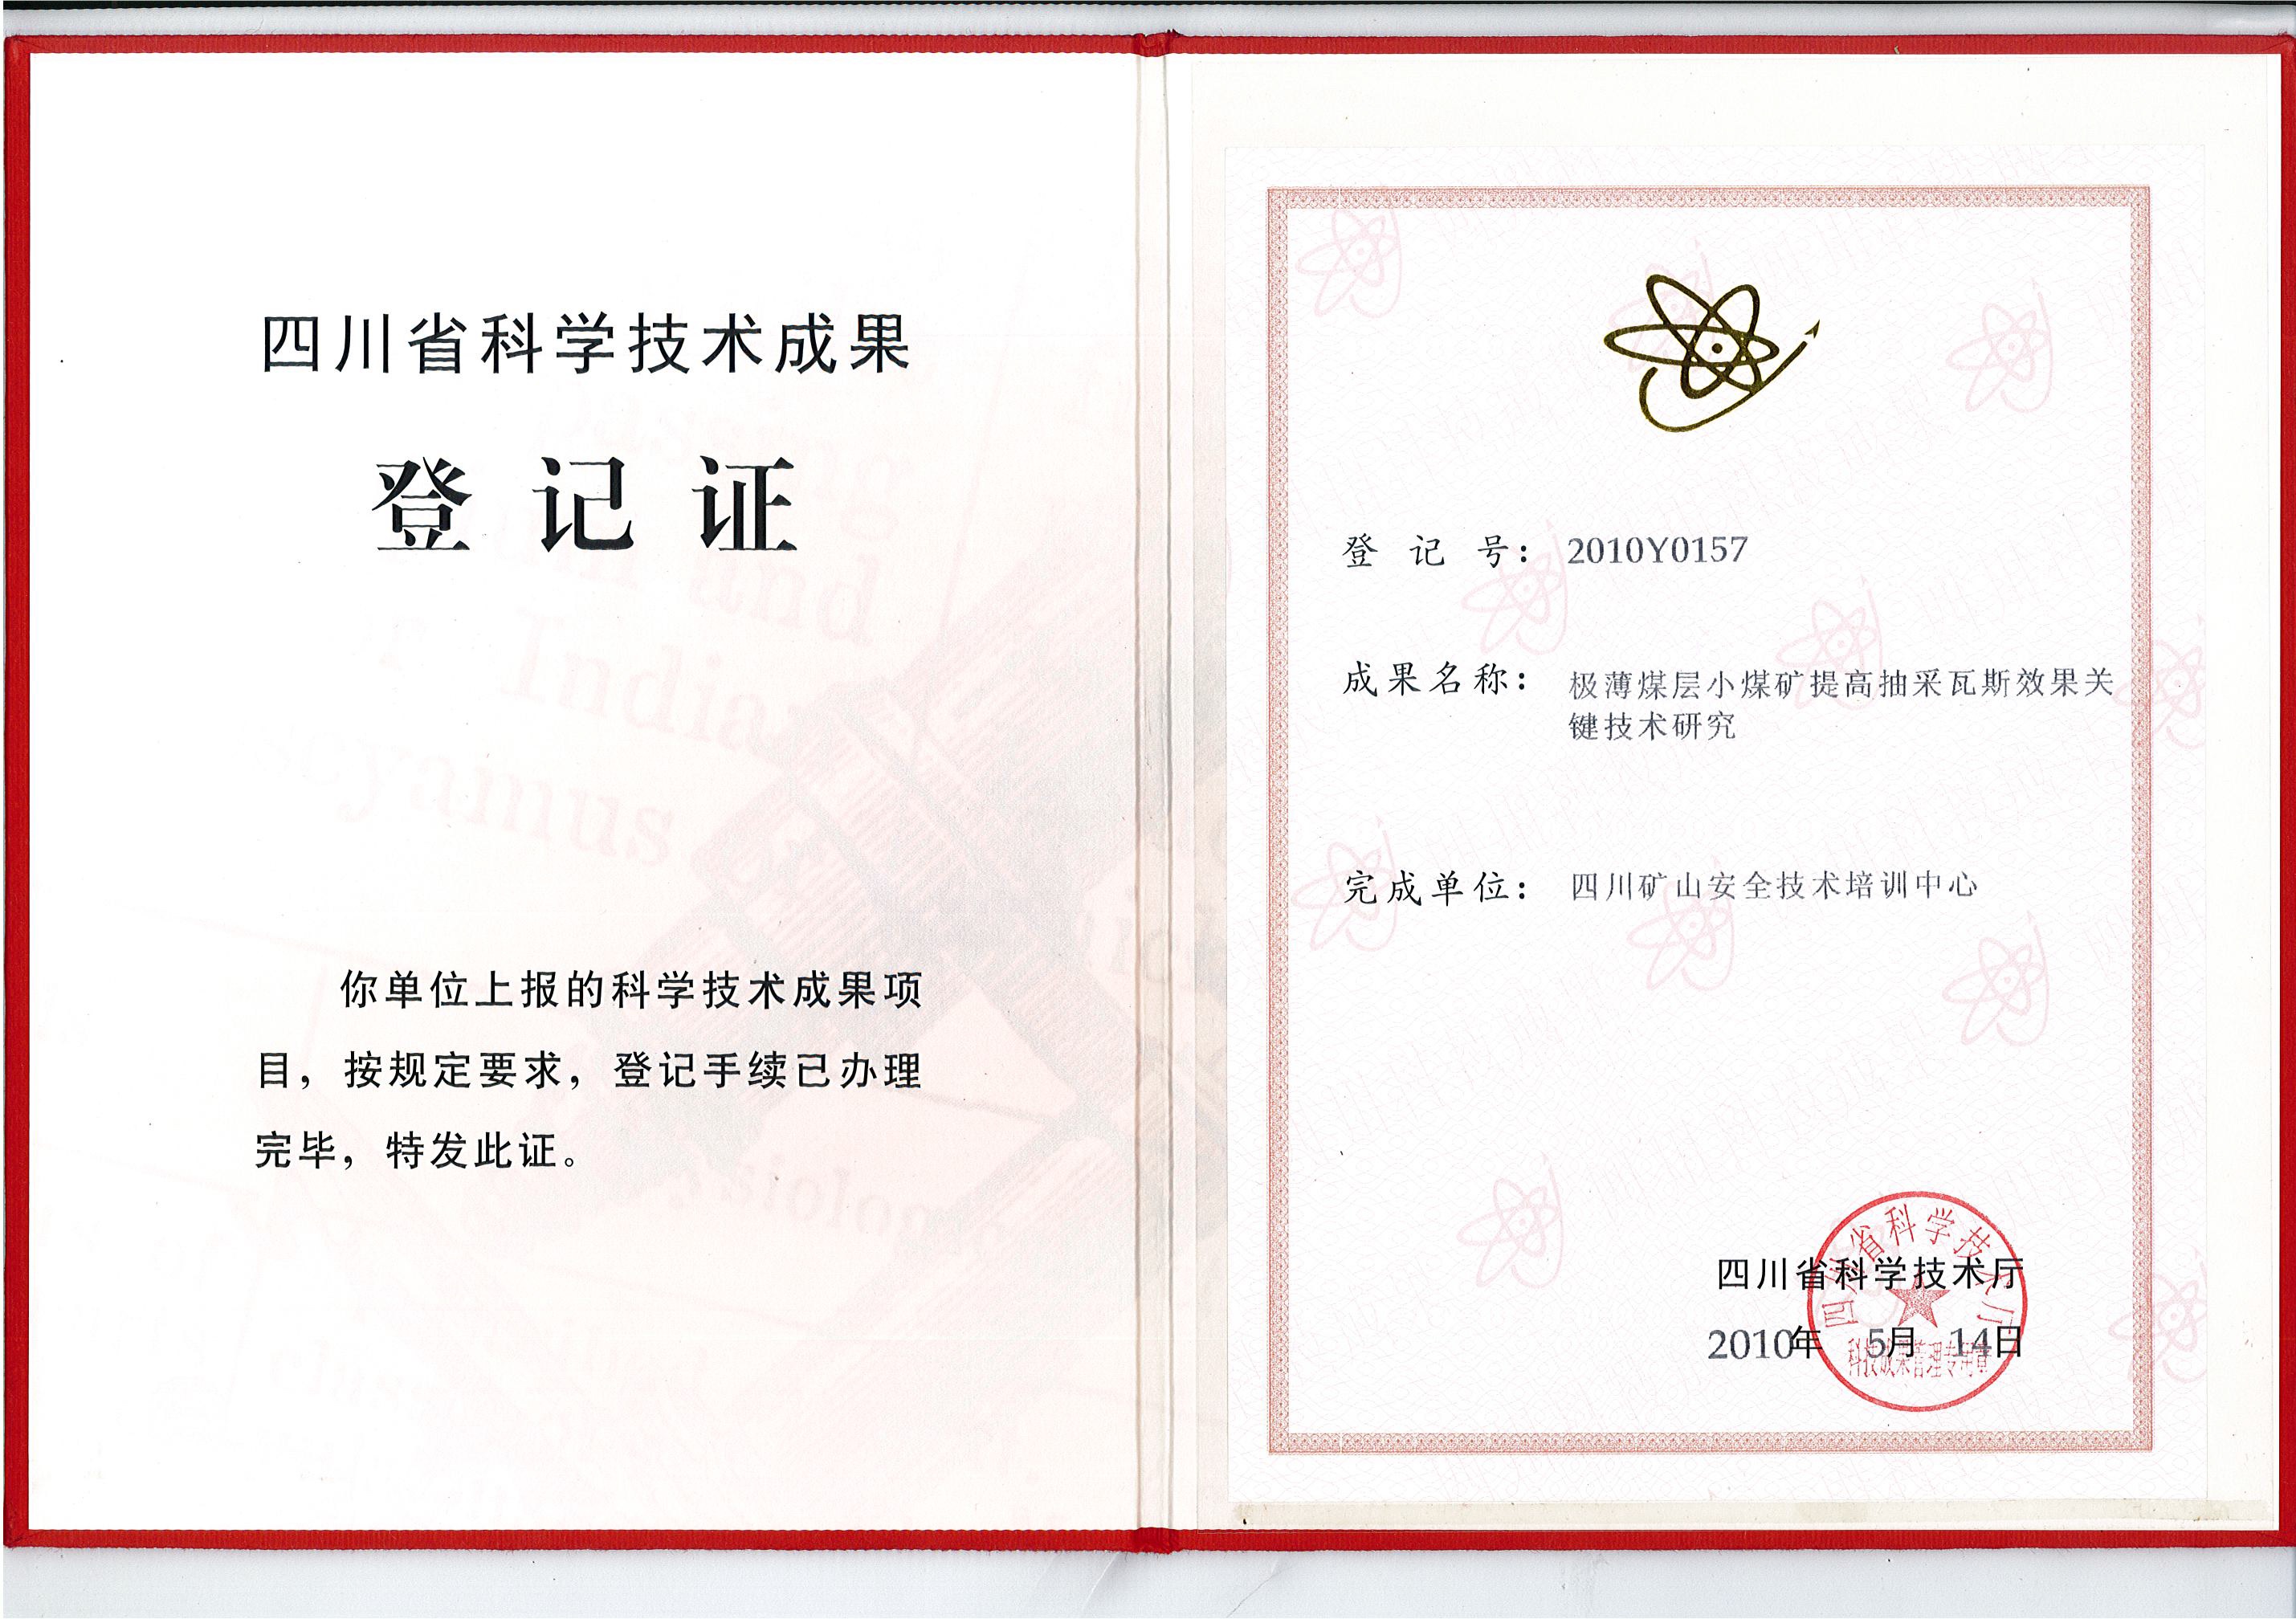 四川省科学技术成果
登记证
你单位上报的科学技术成果项
目，按规定要求，登记手续已办理
完毕，特发此证。
登 记 号：2010Y0157
成果名称：极薄煤层小煤矿提高抽采瓦斯效果关
键技术研究
完成单位：四川矿山安全技术培训中心
四川省科学技术厅
2010年 5月 14日
四川省科学技术厅
科技成果管理专用章